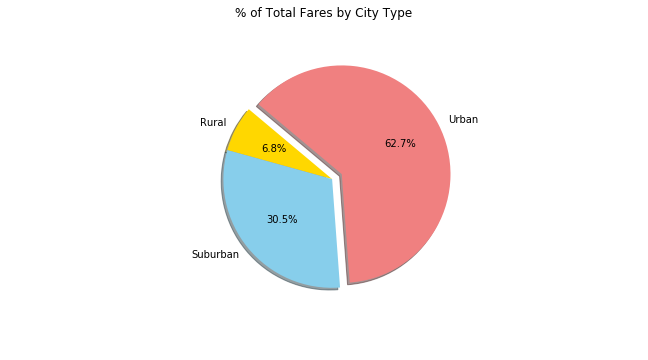 % of Total Fares by City Type
Rural
Urban
6.8%
62.7%
30.5%
Suburban